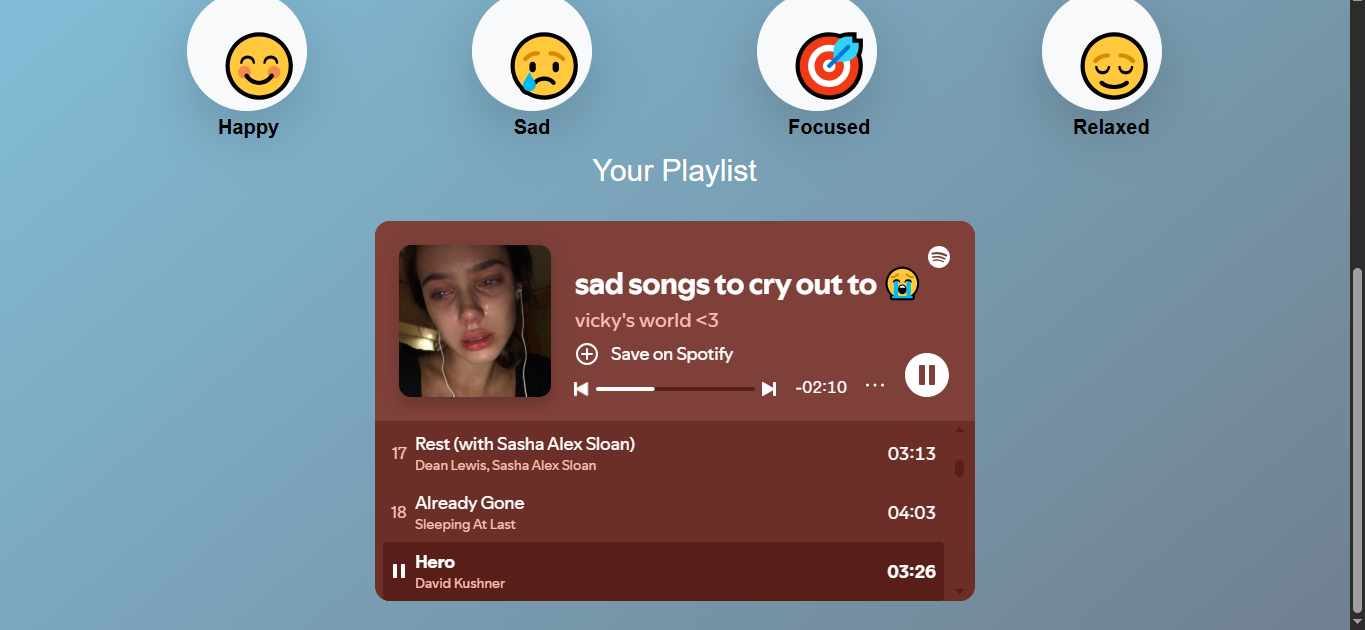 Happy
Sad
Focused
Relaxed
Your Playlist
sad songs to cry out to 😭
vicky's world <3
Save on Spotify
-02:10
17 Rest (with Sasha Alex Sloan) 03:13
Dean Lewis, Sasha Alex Sloan
18 Already Gone 04:03
Sleeping At Last
Hero 03:26
David Kushner